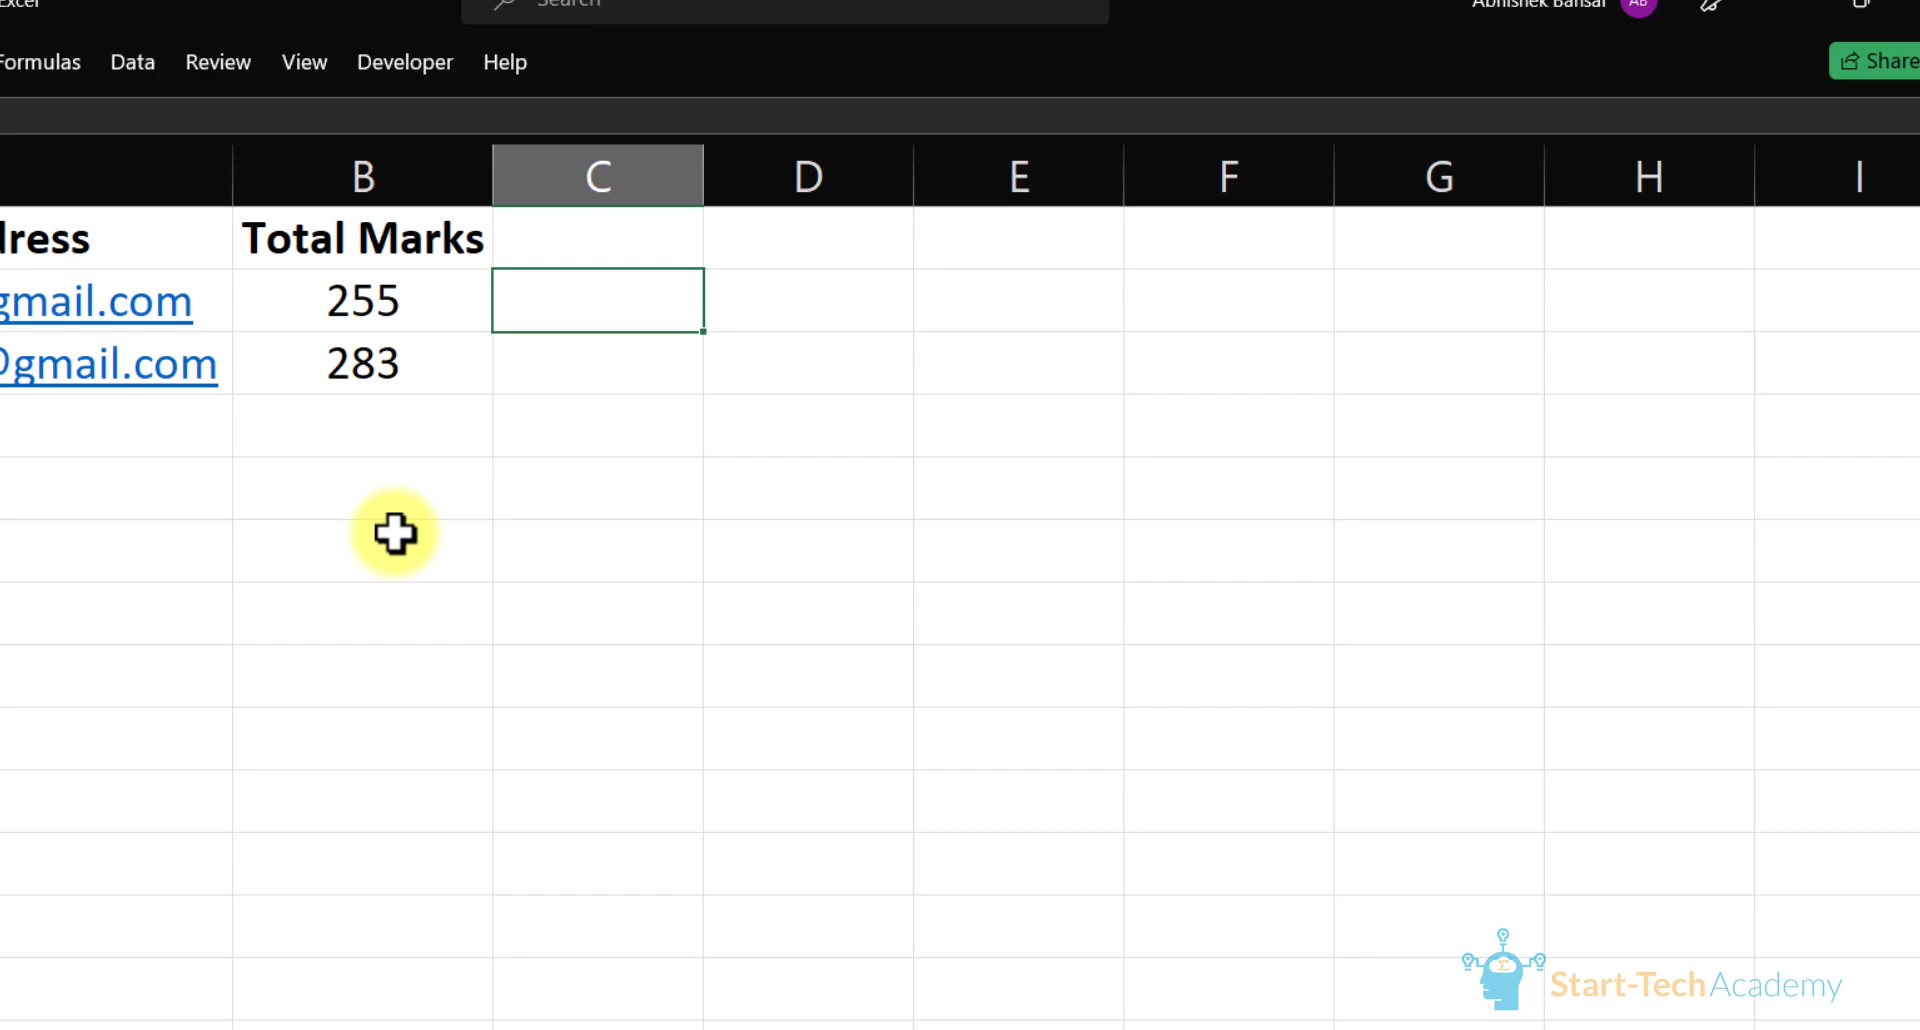 Excel Search Abhishek Bansal AB
Formulas Data Review View Developer Help Share
B C D E F G H I
dress Total Marks
gmail.com 255
@gmail.com 283
Start-Tech Academy